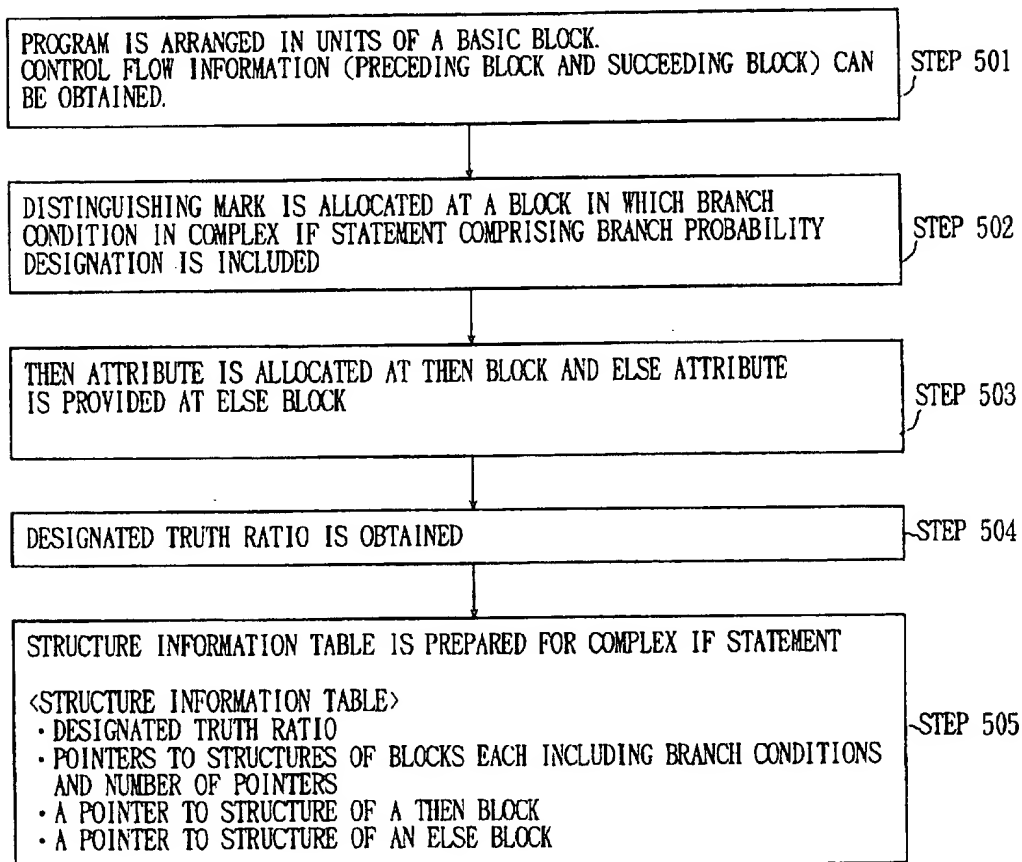 PROGRAM IS ARRANGED IN UNITS OF A BASIC BLOCK.
CONTROL FLOW INFORMATION (PRECEDING BLOCK AND SUCCEEDING BLOCK) CAN
BE OBTAINED.
STEP 501
DISTINGUISHING MARK IS ALLOCATED AT A BLOCK IN WHICH BRANCH
CONDITION IN COMPLEX IF STATEMENT COMPRISING BRANCH PROBABILITY
DESIGNATION IS INCLUDED
STEP 502
THEN ATTRIBUTE IS ALLOCATED AT THEN BLOCK AND ELSE ATTRIBUTE
IS PROVIDED AT ELSE BLOCK
STEP 503
DESIGNATED TRUTH RATIO IS OBTAINED
STEP 504
STRUCTURE INFORMATION TABLE IS PREPARED FOR COMPLEX IF STATEMENT
<STRUCTURE INFORMATION TABLE>
・DESIGNATED TRUTH RATIO
・POINTERS TO STRUCTURES OF BLOCKS EACH INCLUDING BRANCH CONDITIONS
AND NUMBER OF POINTERS
・A POINTER TO STRUCTURE OF A THEN BLOCK
・A POINTER TO STRUCTURE OF AN ELSE BLOCK
STEP 505